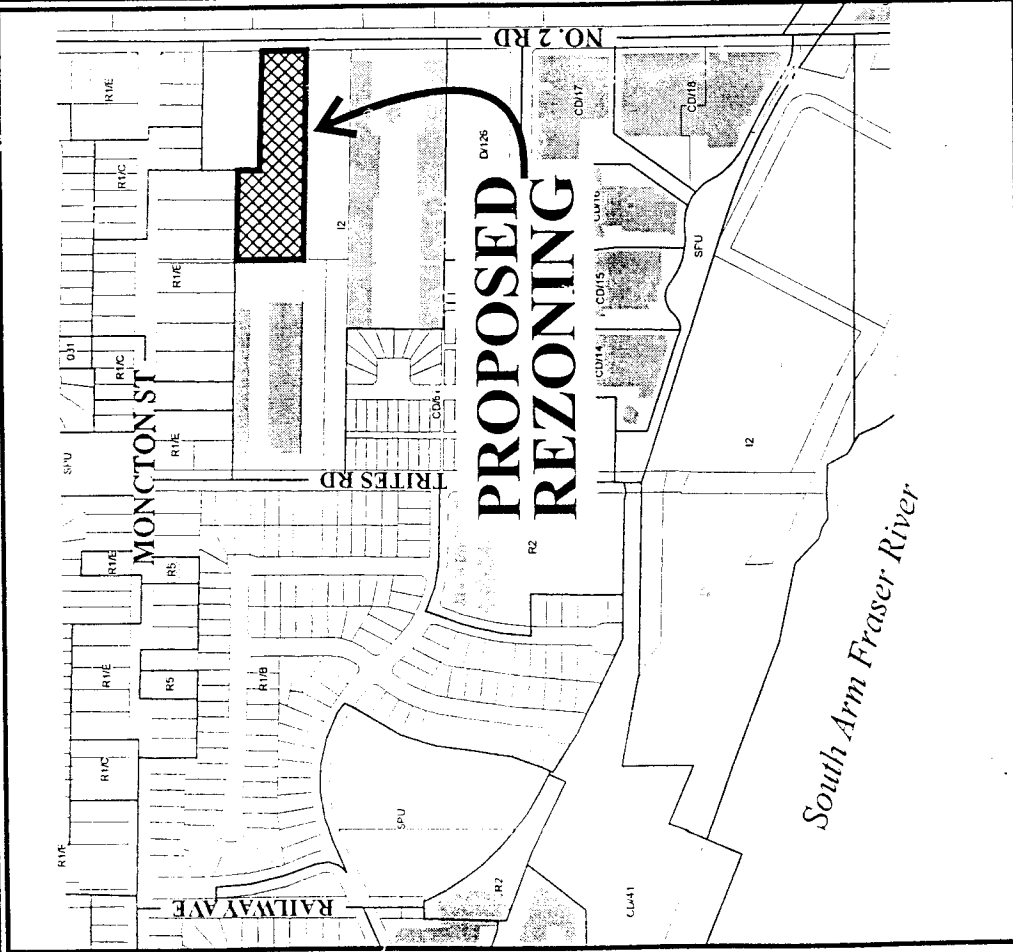 NO. 2 RD
R1/E
R1/C
R1/E
I2
D/126
CD/17
CD/18
CD/16
CD/15
CD/14
SPU
R1/C
R1/E
SPU
MONCTON ST
TRITES RD
PROPOSED
REZONING
I2
R2
R1/E
R5
R1/E
R5
R1/B
R1/C
R1/E
SPU
R2
CD/41
RAILWAY AVE
South Arm Fraser River